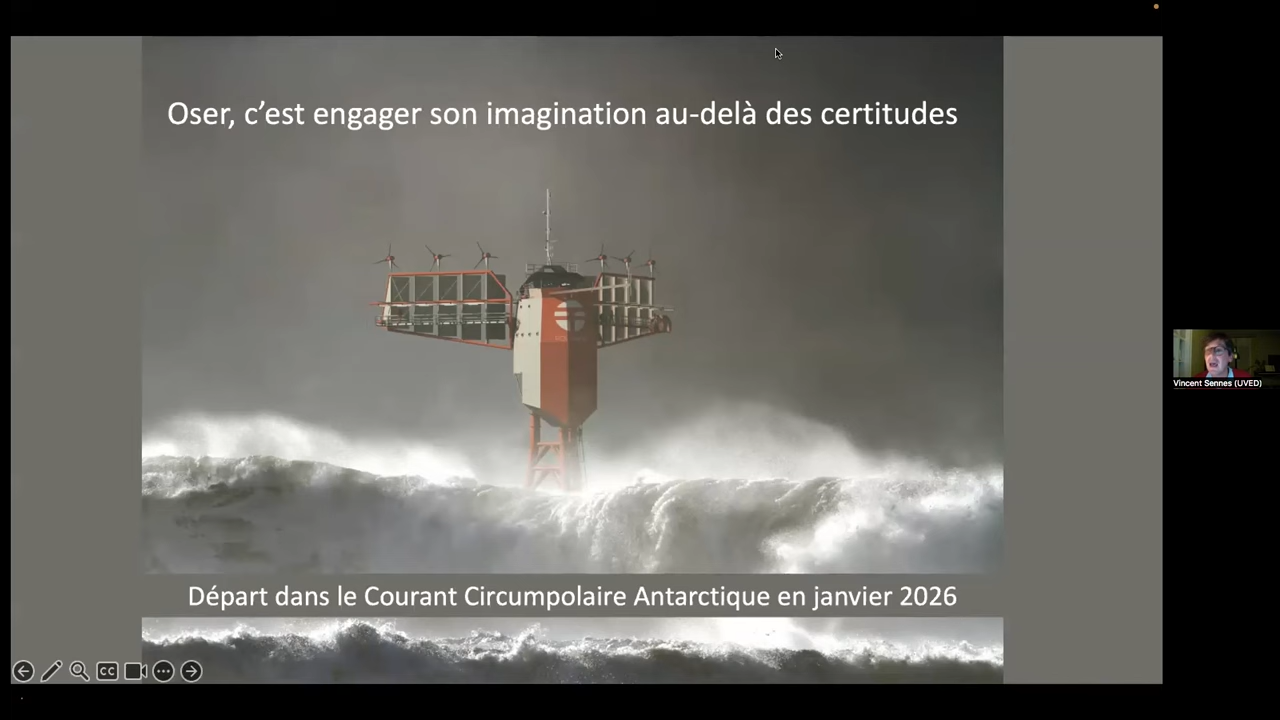 Oser, c’est engager son imagination au-delà des certitudes
Vincent Sennes (UVED)
Départ dans le Courant Circumpolaire Antarctique en janvier 2026
CC